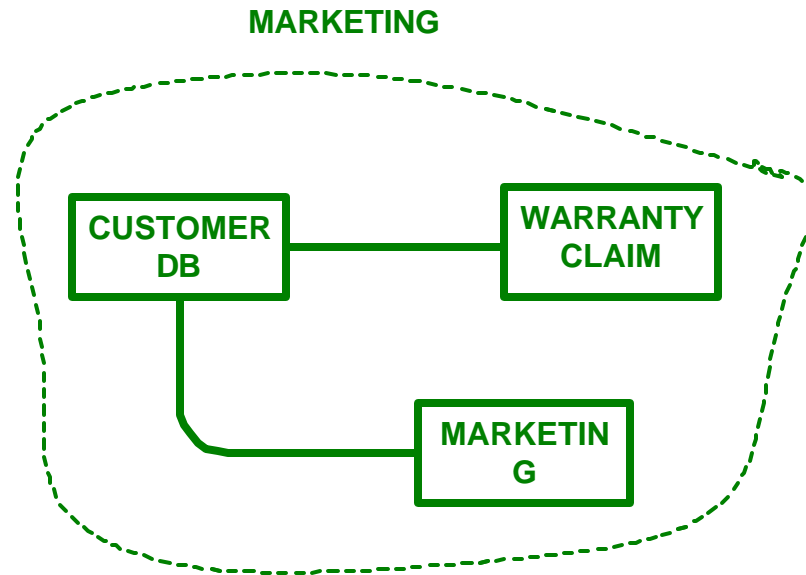 MARKETING
CUSTOMER
DB
WARRANTY
CLAIM
MARKETIN
G